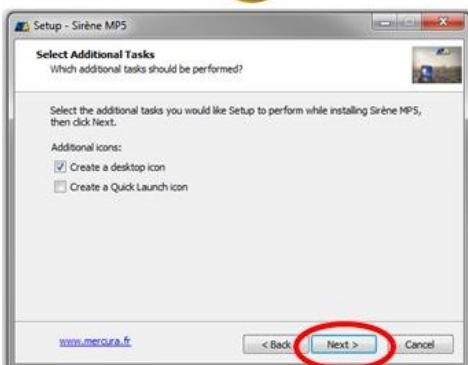 Setup - Sirène MP5
Select Additional Tasks
Which additional tasks should be performed?
Select the additional tasks you would like Setup to perform while installing Sirène MP5,
then click Next.
Additional icons:
Create a desktop icon
Create a Quick Launch icon
www.mercura.fr
< Back
Next >
Cancel